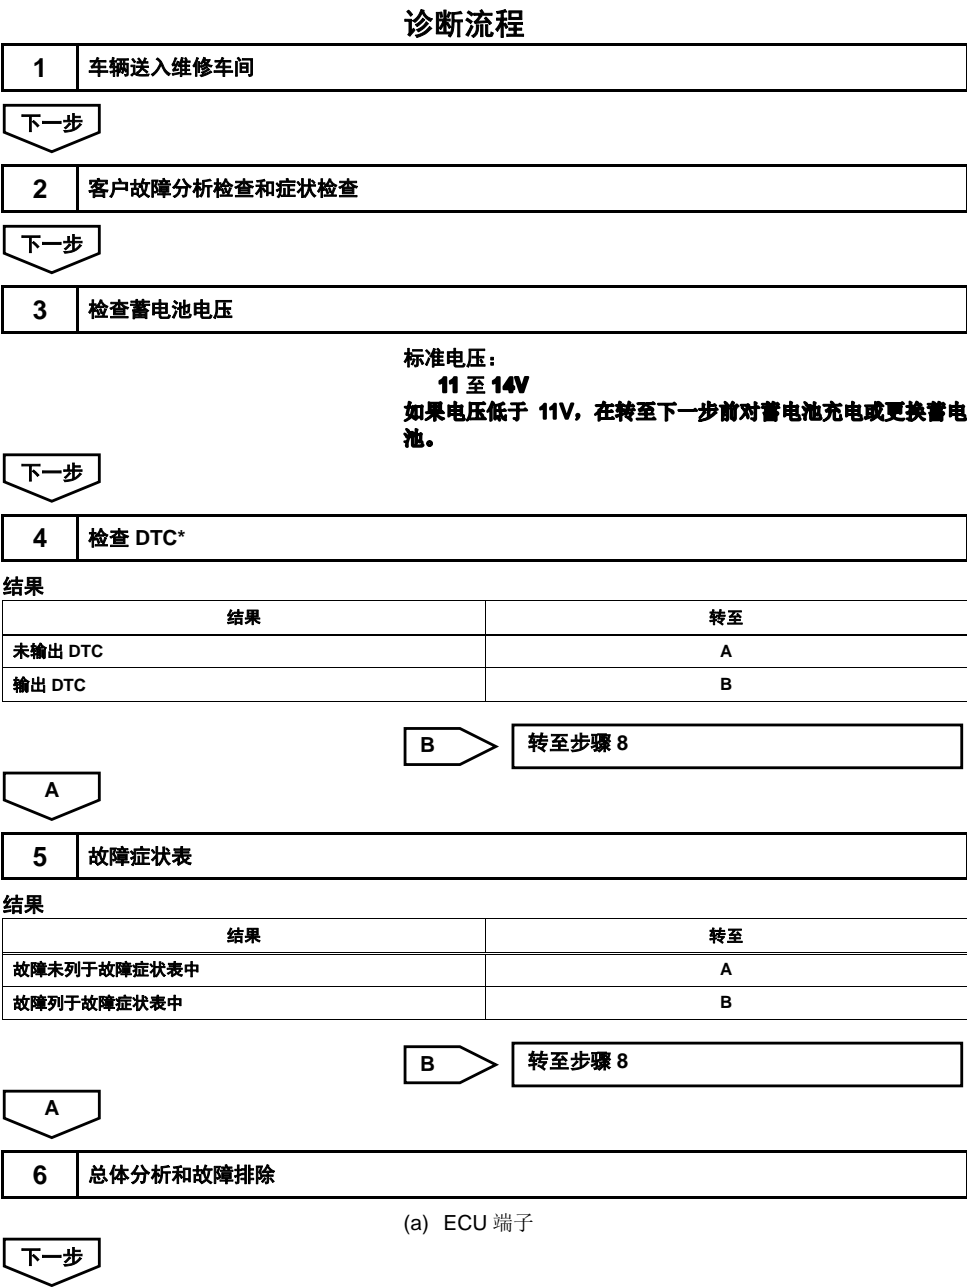 诊断流程
1 车辆送入维修车间
下一步
2 客户故障分析检查和症状检查
下一步
3 检查蓄电池电压
标准电压：
11 至 14V
如果电压低于 11V，在转至下一步前对蓄电池充电或更换蓄电
池。
下一步
4 检查 DTC*
结果
结果 转至
未输出 DTC A
输出 DTC B
B 转至步骤 8
A
5 故障症状表
结果
结果 转至
故障未列于故障症状表中 A
故障列于故障症状表中 B
B 转至步骤 8
A
6 总体分析和故障排除
(a) ECU 端子
下一步